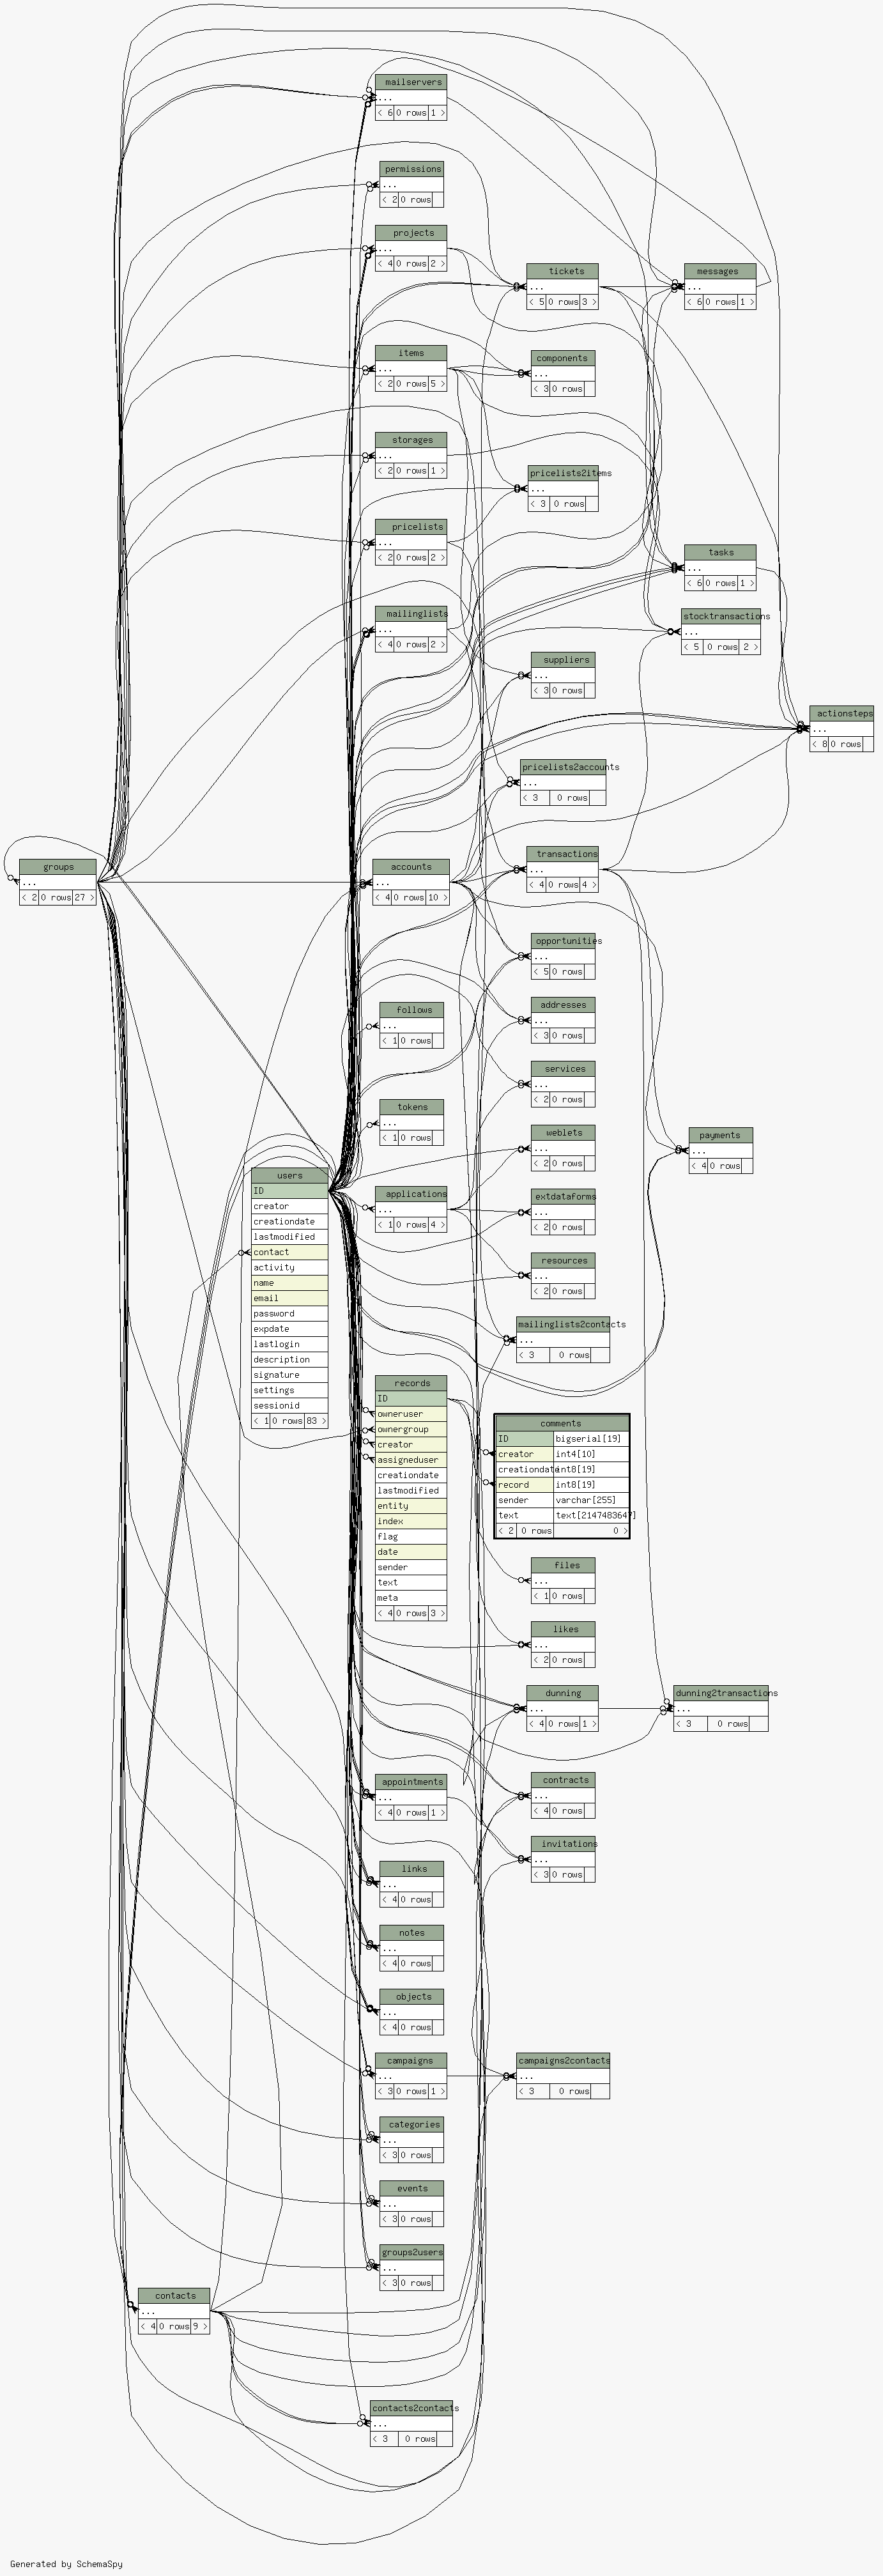 mailservers
...
< 6 0 rows 1 >
permissions
...
< 2 0 rows
projects
...
< 4 0 rows 2 >
tickets
...
< 5 0 rows 3 >
messages
...
< 6 0 rows 1 >
items
...
< 2 0 rows 5 >
components
...
< 3 0 rows
storages
...
< 2 0 rows 1 >
pricelists2items
...
< 3 0 rows
pricelists
...
< 2 0 rows 2 >
tasks
...
< 6 0 rows 1 >
mailinglists
...
< 4 0 rows 2 >
stocktransactions
...
< 5 0 rows 2 >
suppliers
...
< 3 0 rows
actionsteps
...
< 8 0 rows
pricelists2accounts
...
< 3 0 rows
groups
...
< 2 0 rows 27 >
accounts
...
< 4 0 rows 10 >
transactions
...
< 4 0 rows 4 >
opportunities
...
< 5 0 rows
follows
...
< 1 0 rows
addresses
...
< 3 0 rows
services
...
< 2 0 rows
tokens
...
< 1 0 rows
weblets
...
< 2 0 rows
payments
...
< 4 0 rows
users
ID
creator
creationdate
lastmodified
contact
activity
name
email
password
expdate
lastlogin
description
signature
settings
sessionid
< 1 0 rows 83 >
applications
...
< 1 0 rows 4 >
extdataforms
...
< 2 0 rows
resources
...
< 2 0 rows
mailinglists2contacts
...
< 3 0 rows
records
ID
owneruser
ownergroup
creator
assigneduser
creationdate
lastmodified
entity
index
flag
date
sender
text
meta
< 4 0 rows 3 >
comments
ID bigserial[19]
creator int4[10]
creationdate int8[19]
record int8[19]
sender varchar[255]
text text[2147483647]
< 2 0 rows 0 >
files
...
< 1 0 rows
likes
...
< 2 0 rows
dunning
...
< 4 0 rows 1 >
dunning2transactions
...
< 3 0 rows
appointments
...
< 4 0 rows 1 >
contracts
...
< 4 0 rows
invitations
...
< 3 0 rows
links
...
< 4 0 rows
notes
...
< 4 0 rows
objects
...
< 4 0 rows
campaigns
...
< 3 0 rows 1 >
campaigns2contacts
...
< 3 0 rows
categories
...
< 3 0 rows
events
...
< 3 0 rows
groups2users
...
< 3 0 rows
contacts
...
< 4 0 rows 9 >
contacts2contacts
...
< 3 0 rows
Generated by SchemaSpy